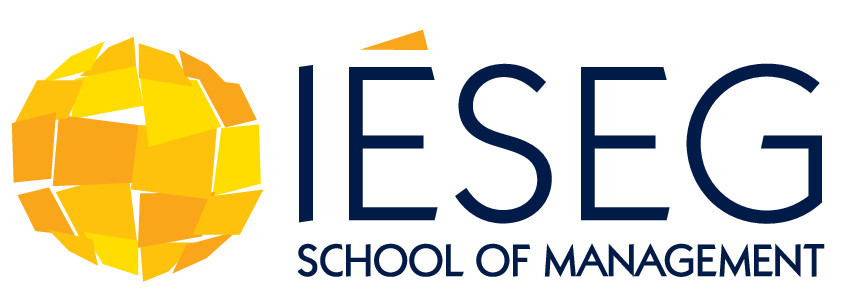 IÉSEG
SCHOOL OF MANAGEMENT